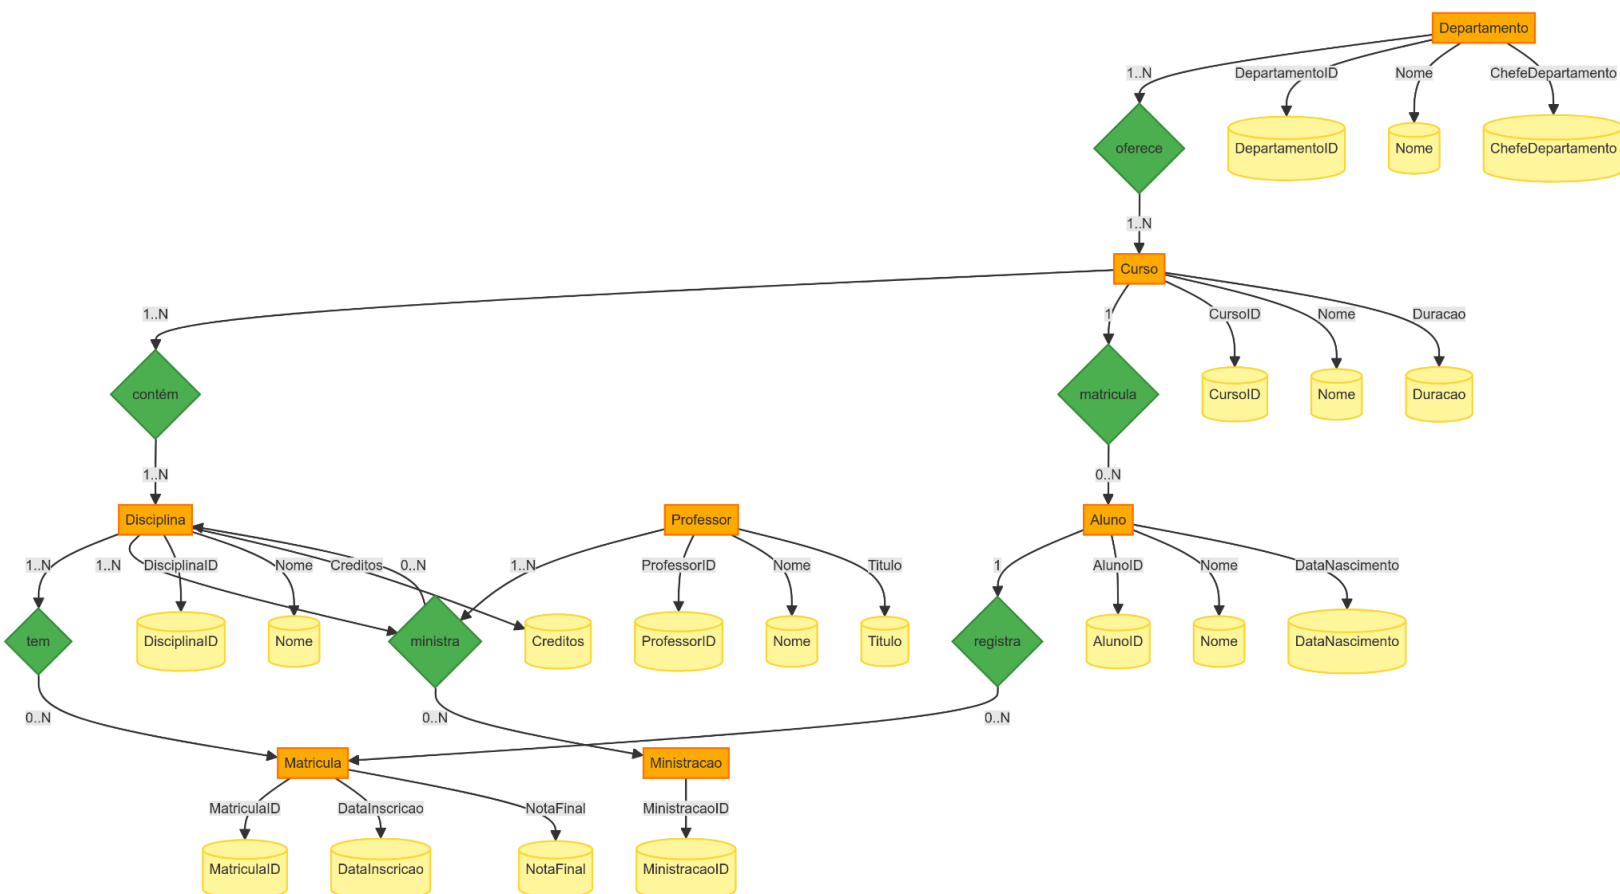 Departamento
1..N
DepartamentoID
Nome
ChefeDepartamento
oferece
DepartamentoID
Nome
ChefeDepartamento
1..N
Curso
1..N
1
CursoID
Nome
Duracao
contém
matricula
CursoID
Nome
Duracao
1..N
0..N
Disciplina
Professor
Aluno
1..N
1..N
DisciplinaID
Nome
Creditos
0..N
1..N
ProfessorID
Nome
Titulo
1
AlunoID
Nome
DataNascimento
tem
DisciplinaID
Nome
ministra
Creditos
ProfessorID
Nome
Titulo
registra
AlunoID
Nome
DataNascimento
0..N
0..N
0..N
Matricula
Ministracao
MatriculaID
DataInscricao
NotaFinal
MinistracaoID
MatriculaID
DataInscricao
NotaFinal
MinistracaoID